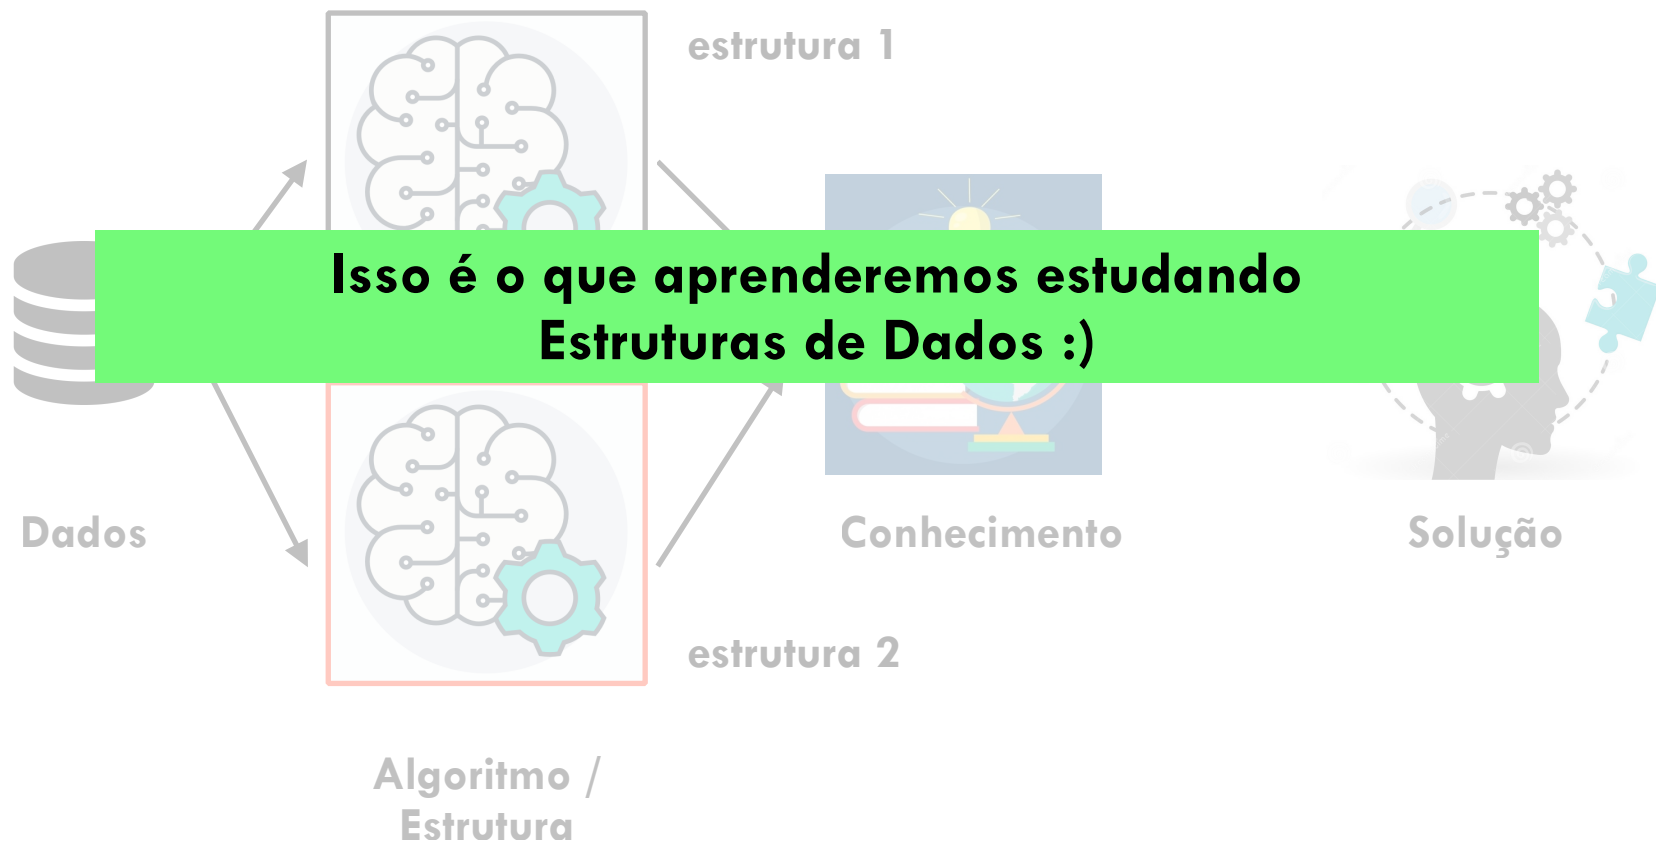 estrutura 1
Isso é o que aprenderemos estudando
Estruturas de Dados :)
Dados
Conhecimento
Solução
estrutura 2
Algoritmo /
Estrutura